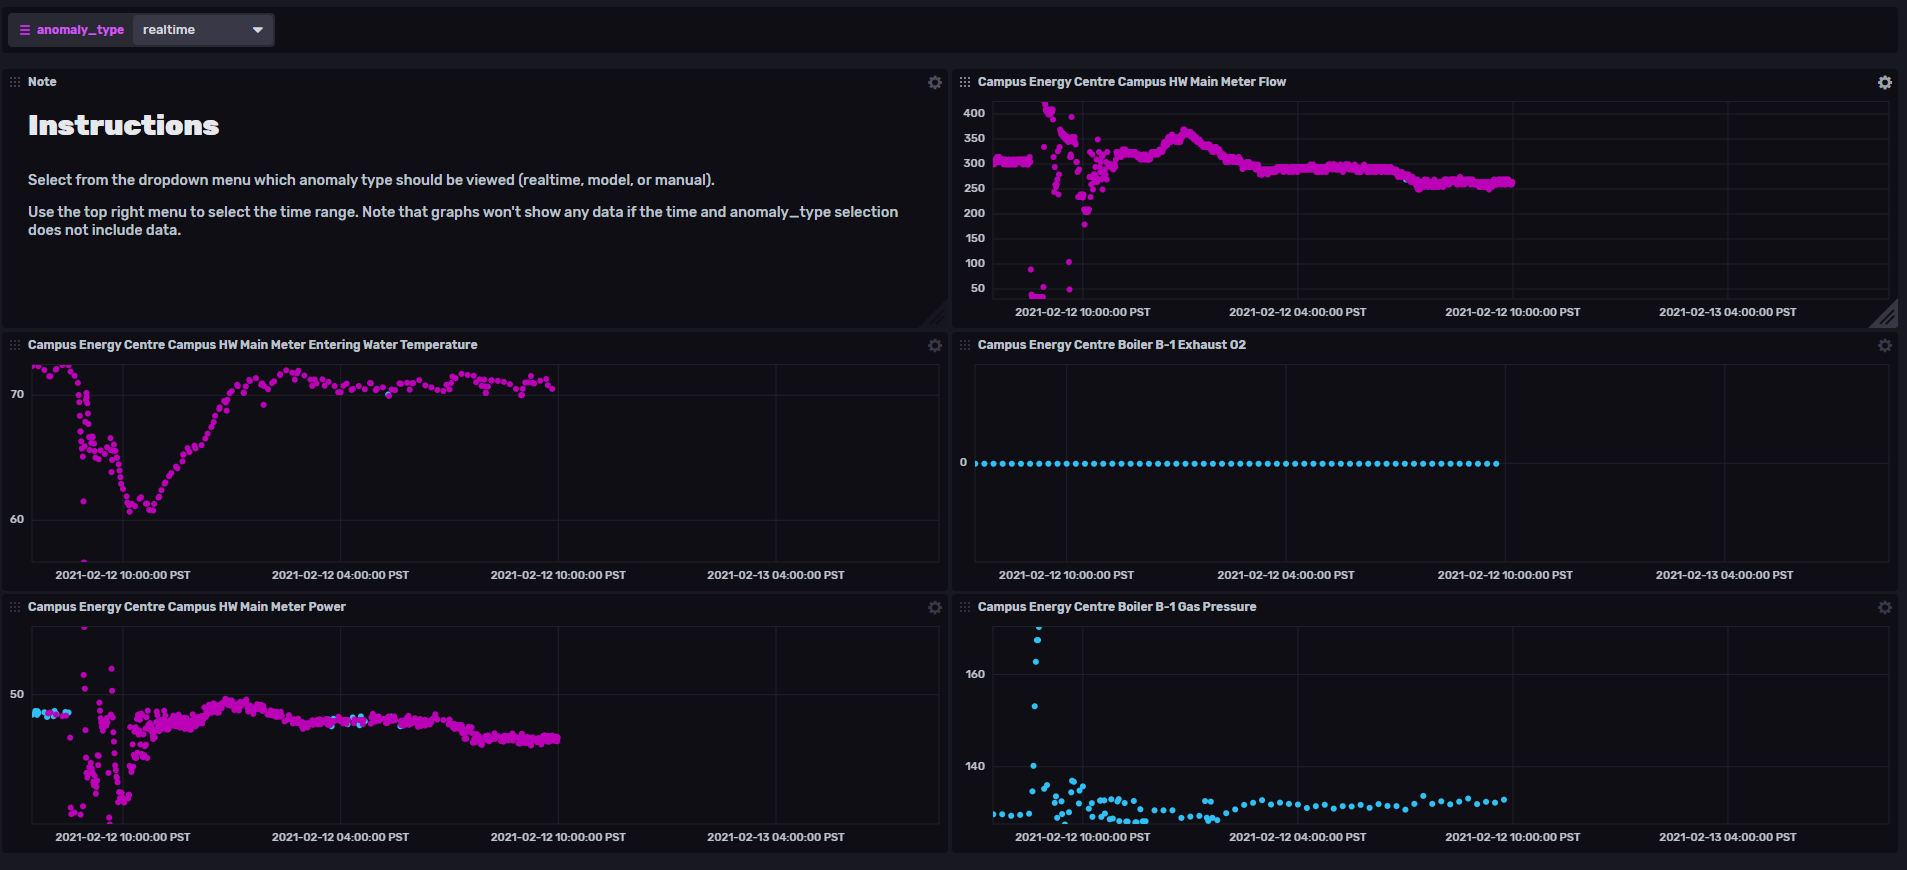 anomaly_type realtime
Note
Instructions
Select from the dropdown menu which anomaly type should be viewed (realtime, model, or manual).
Use the top right menu to select the time range. Note that graphs won't show any data if the time and anomaly_type selection
does not include data.
Campus Energy Centre Campus HW Main Meter Flow
400
350
300
250
200
150
100
50
2021-02-12 10:00:00 PST 2021-02-12 04:00:00 PST 2021-02-12 10:00:00 PST 2021-02-13 04:00:00 PST
Campus Energy Centre Campus HW Main Meter Entering Water Temperature
70
60
2021-02-12 10:00:00 PST 2021-02-12 04:00:00 PST 2021-02-12 10:00:00 PST 2021-02-13 04:00:00 PST
Campus Energy Centre Boiler B-1 Exhaust O2
0
2021-02-12 10:00:00 PST 2021-02-12 04:00:00 PST 2021-02-12 10:00:00 PST 2021-02-13 04:00:00 PST
Campus Energy Centre Campus HW Main Meter Power
50
2021-02-12 10:00:00 PST 2021-02-12 04:00:00 PST 2021-02-12 10:00:00 PST 2021-02-13 04:00:00 PST
Campus Energy Centre Boiler B-1 Gas Pressure
160
140
2021-02-12 10:00:00 PST 2021-02-12 04:00:00 PST 2021-02-12 10:00:00 PST 2021-02-13 04:00:00 PST